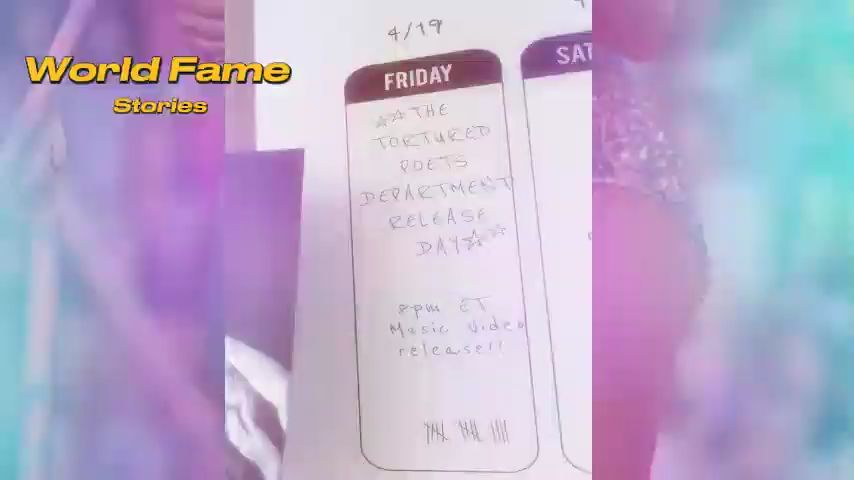 World Fame
Stories
4/19
FRIDAY
SAT
☆☆THE
TORTURED
POETS
DEPARTMENT
RELEASE
DAY☆☆☆
8pm ET
Music Video
release!!